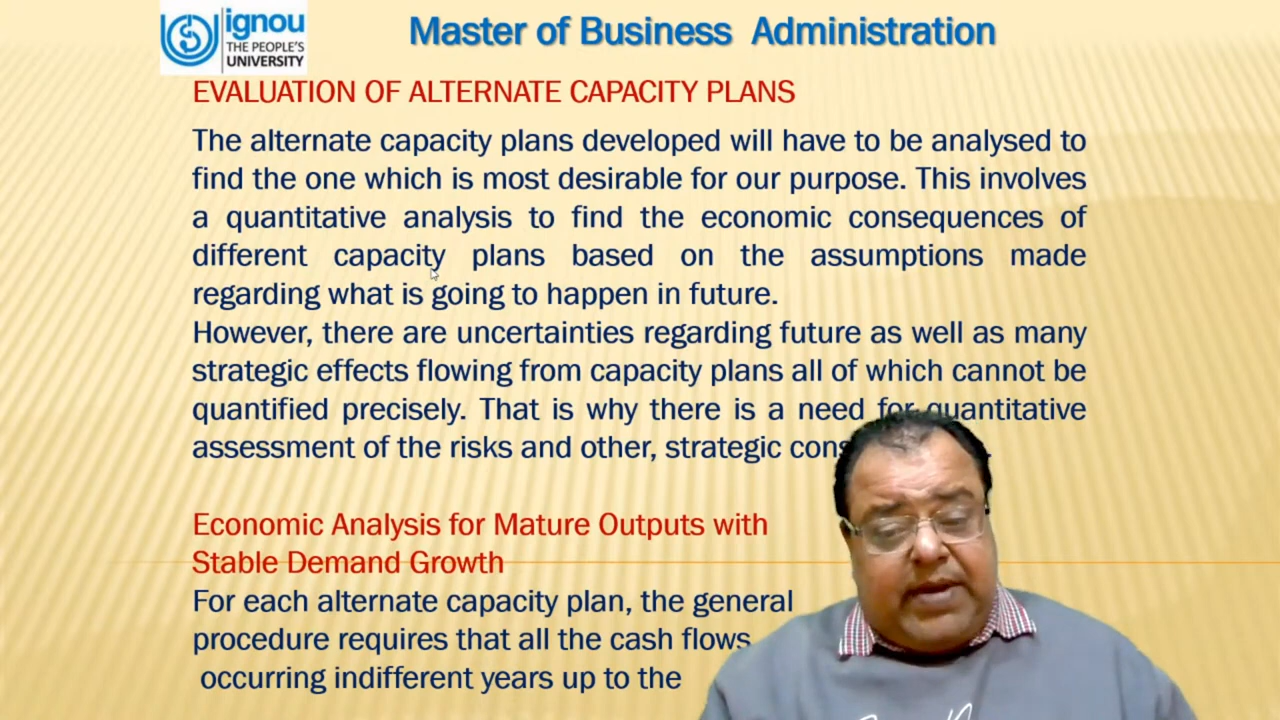 ignou
THE PEOPLE'S
UNIVERSITY
Master of Business Administration
EVALUATION OF ALTERNATE CAPACITY PLANS
The alternate capacity plans developed will have to be analysed to
find the one which is most desirable for our purpose. This involves
a quantitative analysis to find the economic consequences of
different capacity plans based on the assumptions made
regarding what is going to happen in future.
However, there are uncertainties regarding future as well as many
strategic effects flowing from capacity plans all of which cannot be
quantified precisely. That is why there is a need for quantitative
assessment of the risks and other, strategic
Economic Analysis for Mature Outputs with
Stable Demand Growth
For each alternate capacity plan, the general
procedure requires that all the cash flows
occurring indifferent years up to the